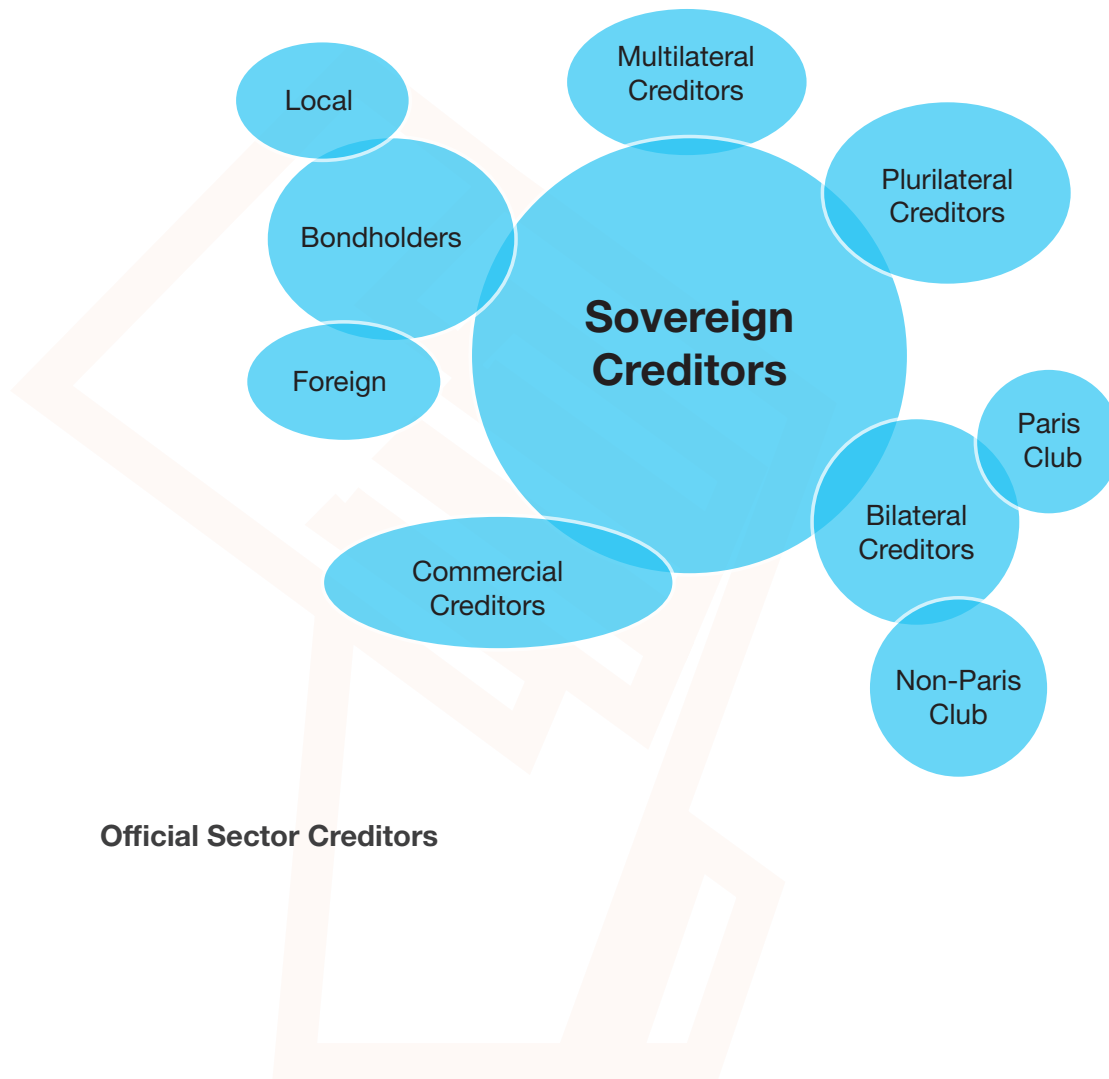 Multilateral
Creditors
Local
Plurilateral
Creditors
Bondholders
Sovereign
Creditors
Foreign
Paris
Club
Bilateral
Creditors
Commercial
Creditors
Non-Paris
Club
Official Sector Creditors